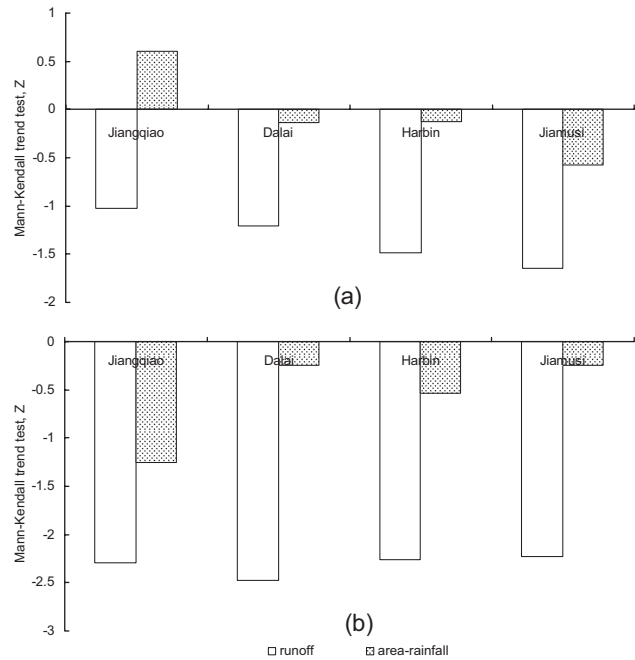 1
0.5
0
-0.5
-1
-1.5
-2
Mann-Kendall trend test, Z
Jiangqiao Dalai Harbin Jiamusi
(a)
0
-0.5
-1
-1.5
-2
-2.5
-3
Mann-Kendall trend test, Z
Jiangqiao Dalai Harbin Jiamusi
(b)
runoff area-rainfall